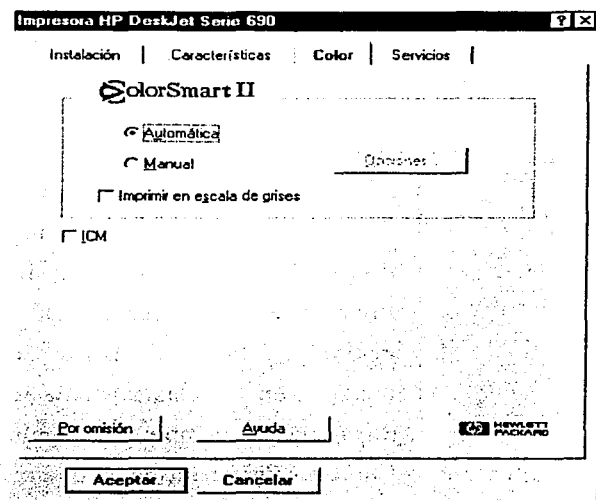 Impresora HP DeskJet Serie 690
Instalación Características Color Servicios
ColorSmart II
Automática
Manual Opciones
Imprimir en escala de grises
ICM
Por omisión Ayuda hp HEWLETT PACKARD
Aceptar Cancelar